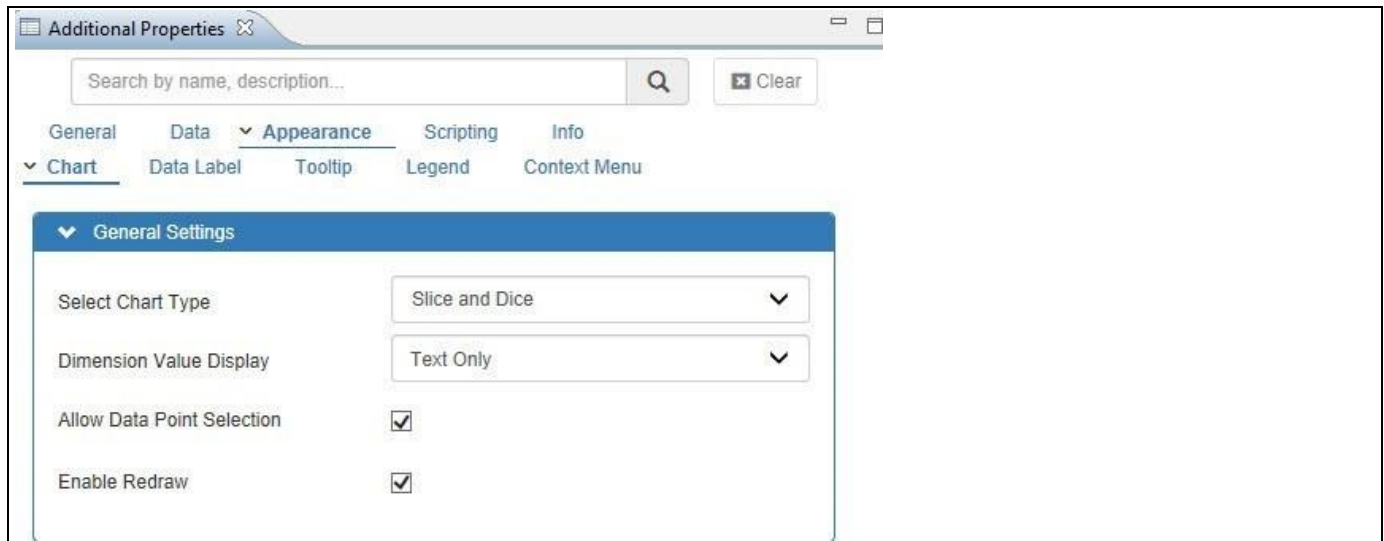 Additional Properties
Search by name, description...
Clear
General Data Appearance Scripting Info
Chart Data Label Tooltip Legend Context Menu
General Settings
Select Chart Type Slice and Dice
Dimension Value Display Text Only
Allow Data Point Selection
Enable Redraw